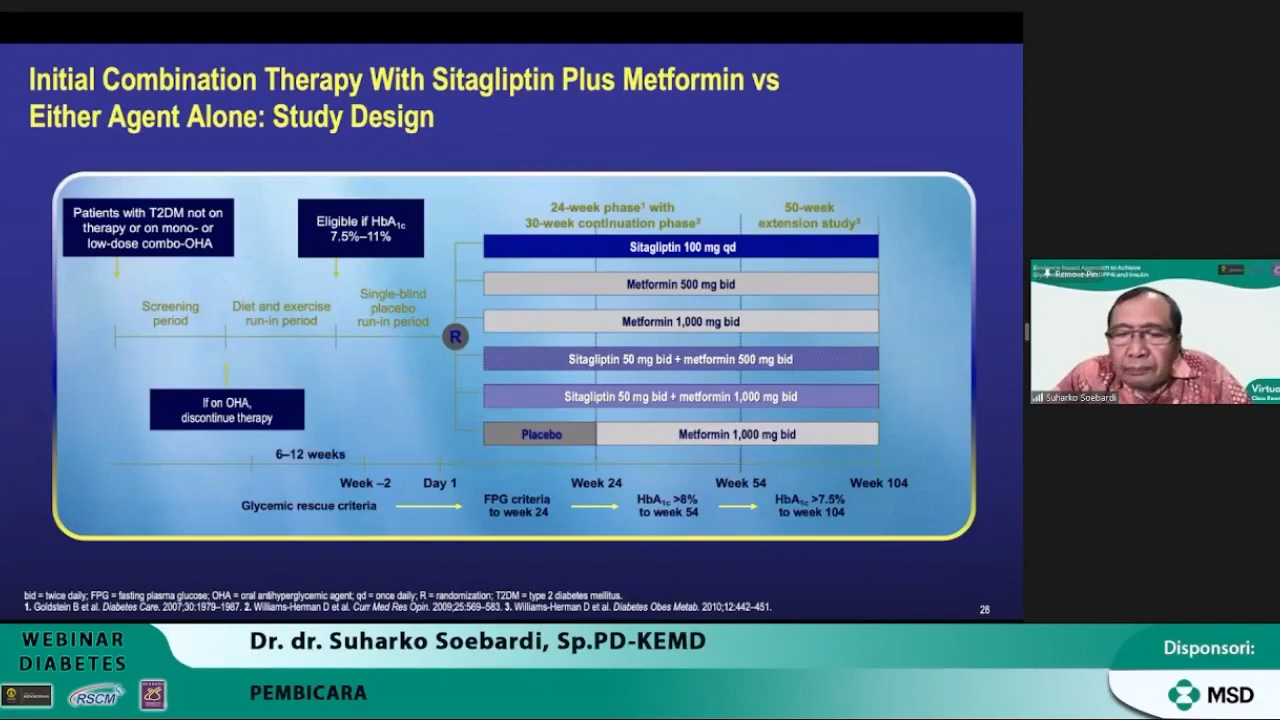 Initial Combination Therapy With Sitagliptin Plus Metformin vs
Either Agent Alone: Study Design
Patients with T2DM not on
therapy or on mono- or
low-dose combo-OHA
Eligible if HbA1c
7.5%–11%
24-week phase1 with
30-week continuation phase2
50-week
extension study3
Screening
period
Diet and exercise
run-in period
Single-blind
placebo
run-in period
R
Sitagliptin 100 mg qd
Metformin 500 mg bid
Metformin 1,000 mg bid
Sitagliptin 50 mg bid + metformin 500 mg bid
Sitagliptin 50 mg bid + metformin 1,000 mg bid
Placebo
Metformin 1,000 mg bid
If on OHA,
discontinue therapy
6–12 weeks
Week –2
Day 1
Week 24
Week 54
Week 104
Glycemic rescue criteria
FPG criteria
to week 24
HbA1c >8%
to week 54
HbA1c >7.5%
to week 104
bid = twice daily; FPG = fasting plasma glucose; OHA = oral antihyperglycemic agent; qd = once daily; R = randomization; T2DM = type 2 diabetes mellitus.
1. Goldstein B et al. Diabetes Care. 2007;30:1979–1987. 2. Williams-Herman D et al. Curr Med Res Opin. 2009;25:569–583. 3. Williams-Herman D et al. Diabetes Obes Metab. 2010;12:442–451.
28
Remove Pin
and Insulin
Virtu
Suharko Soebardi
WEBINAR
DIABETES
RSCM
Dr. dr. Suharko Soebardi, Sp.PD-KEMD
PEMBICARA
Disponsori:
MSD